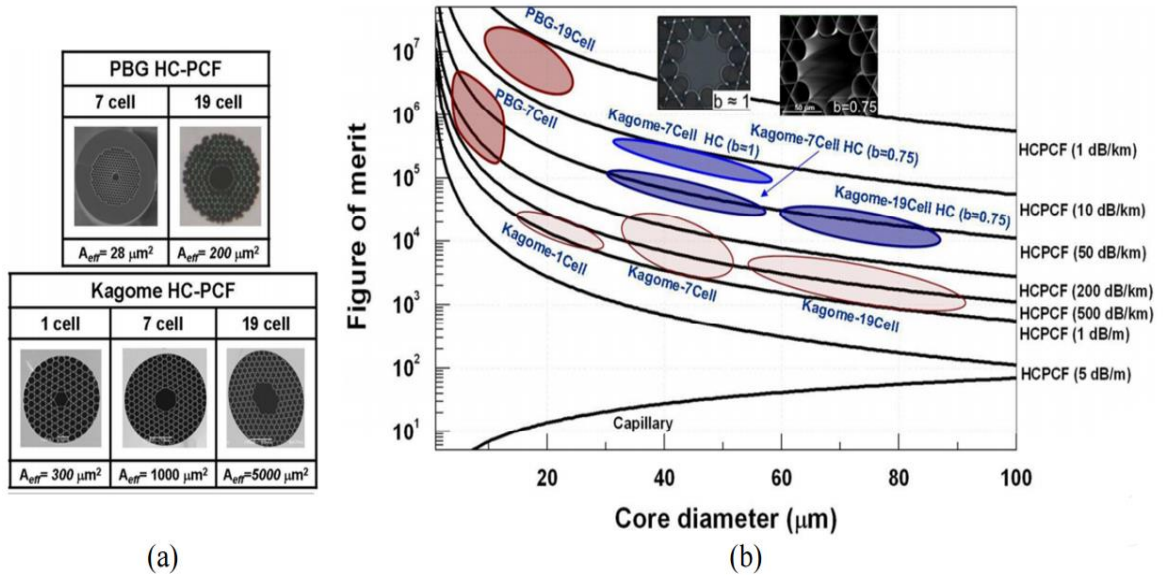 PBG HC-PCF
7 cell 19 cell
Aeff= 28 μm2 Aeff= 200 μm2
Kagome HC-PCF
1 cell 7 cell 19 cell
Aeff= 300 μm2 Aeff= 1000 μm2 Aeff=5000 μm2
(a)
Figure of merit
10^7
10^6
10^5
10^4
10^3
10^2
10^1
PBG-19Cell
b ≈ 1
50 μm
b=0.75
PBG-7Cell
Kagome-7Cell HC (b=1)
Kagome-7Cell HC (b=0.75)
Kagome-19Cell HC (b=0.75)
Kagome-1Cell
Kagome-7Cell
Kagome-19Cell
Capillary
HCPCF (1 dB/km)
HCPCF (10 dB/km)
HCPCF (50 dB/km)
HCPCF (200 dB/km)
HCPCF (500 dB/km)
HCPCF (1 dB/m)
HCPCF (5 dB/m)
20 40 60 80 100
Core diameter (μm)
(b)